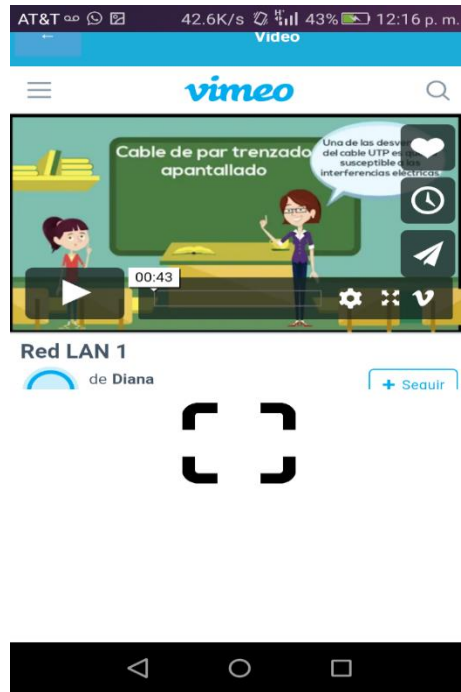 AT&T 42.6K/s H 43% 12:16 p. m.
Video
vimeo
Cable de par trenzado
apantallado
Una de las
del cable UTP es
susceptible a las
interferencias eléctricas
00:43
Red LAN 1
de Diana
+ Seguir